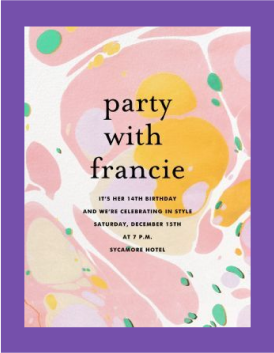 party
with
francie
IT'S HER 14TH BIRTHDAY
AND WE'RE CELEBRATING IN STYLE
SATURDAY, DECEMBER 15TH
AT 7 P.M.
SYCAMORE HOTEL